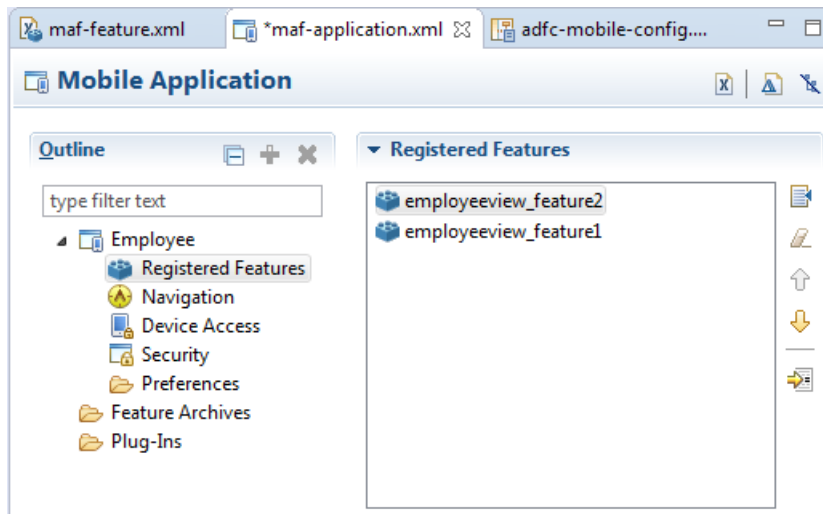 maf-feature.xml
*maf-application.xml
adfc-mobile-config....
Mobile Application
Outline
type filter text
Employee
Registered Features
Navigation
Device Access
Security
Preferences
Feature Archives
Plug-Ins
Registered Features
employeeview_feature2
employeeview_feature1